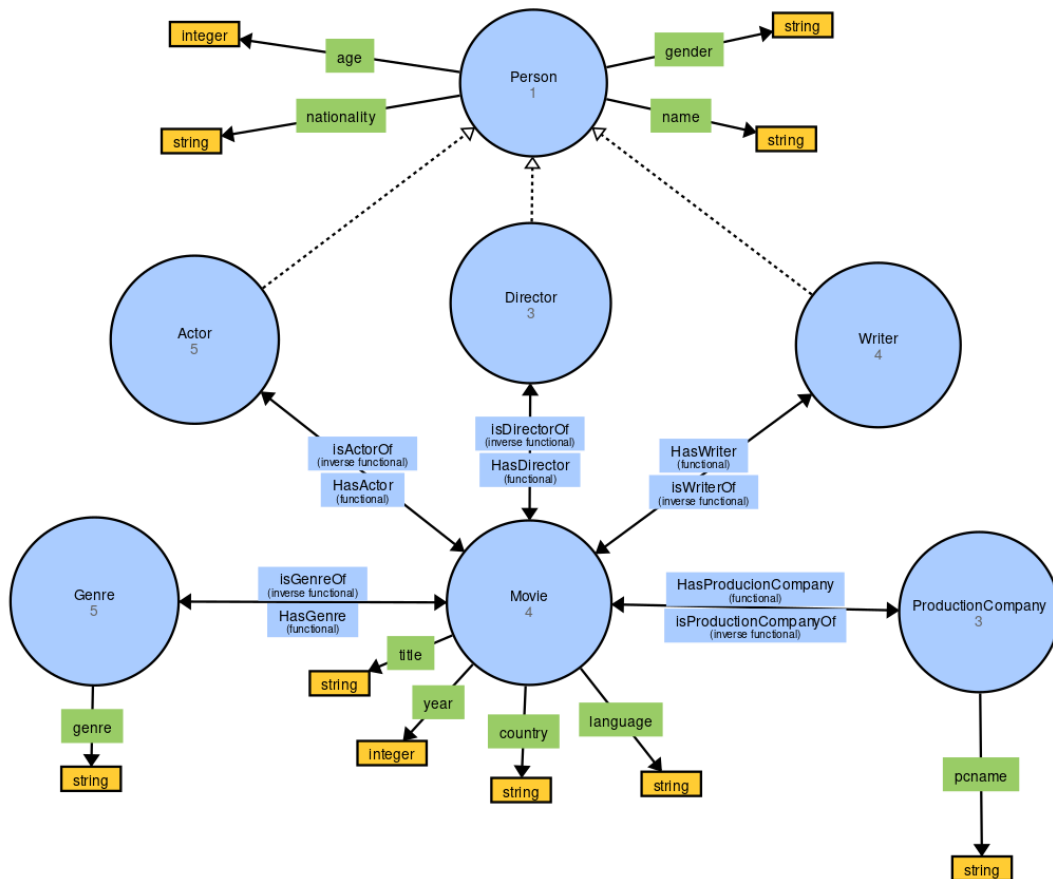 string
integer
gender
age
Person
1
nationality
name
string
string
Director
3
Actor
5
Writer
4
isDirectorOf
(inverse functional)
HasDirector
(functional)
isActorOf
(inverse functional)
HasActor
(functional)
HasWriter
(functional)
isWriterOf
(inverse functional)
Genre
5
isGenreOf
(inverse functional)
HasGenre
(functional)
Movie
4
HasProducionCompany
(functional)
isProductionCompanyOf
(inverse functional)
ProductionCompany
3
title
string
year
integer
country
string
language
string
genre
string
pcname
string